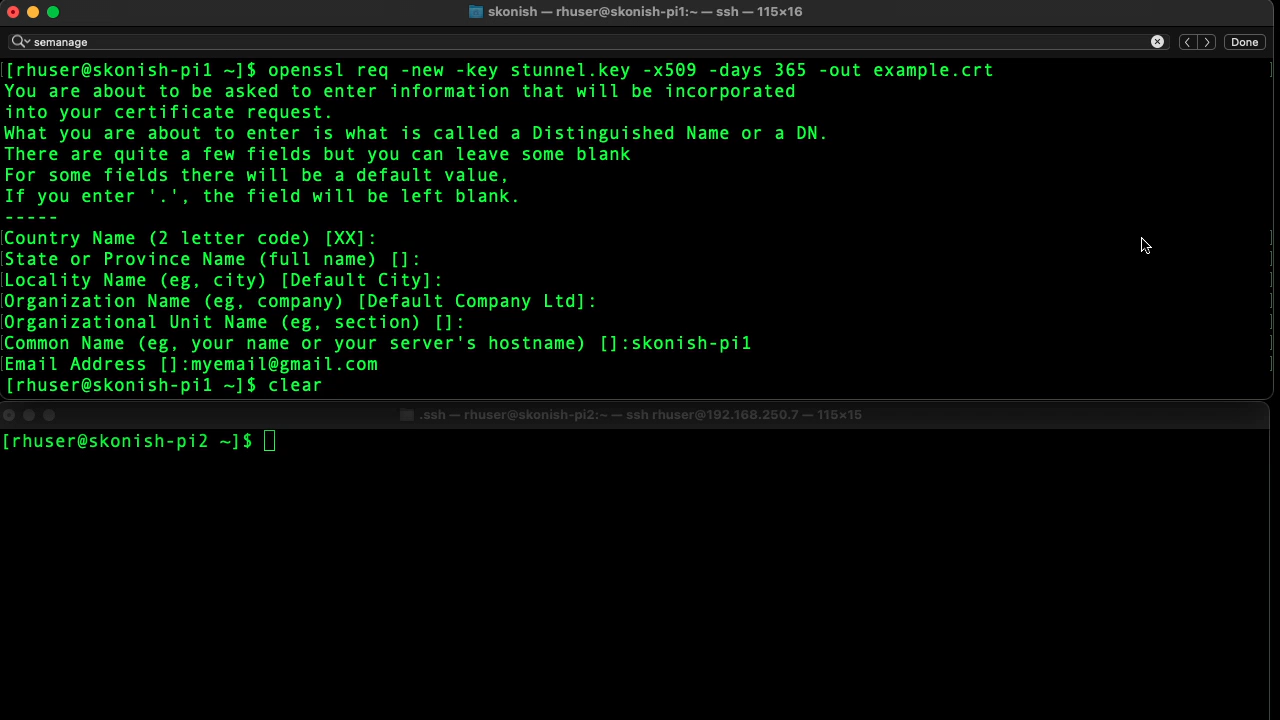 skonish — rhuser@skonish-pi1:~ — ssh — 115×16
semanage
Done
[rhuser@skonish-pi1 ~]$ openssl req -new -key stunnel.key -x509 -days 365 -out example.crt
You are about to be asked to enter information that will be incorporated
into your certificate request.
What you are about to enter is what is called a Distinguished Name or a DN.
There are quite a few fields but you can leave some blank
For some fields there will be a default value,
If you enter '.', the field will be left blank.
-----
Country Name (2 letter code) [XX]:
State or Province Name (full name) []:
Locality Name (eg, city) [Default City]:
Organization Name (eg, company) [Default Company Ltd]:
Organizational Unit Name (eg, section) []:
Common Name (eg, your name or your server's hostname) []:skonish-pi1
Email Address []:myemail@gmail.com
[rhuser@skonish-pi1 ~]$ clear
.ssh — rhuser@skonish-pi2:~ — ssh rhuser@192.168.250.7 — 115×15
[rhuser@skonish-pi2 ~]$